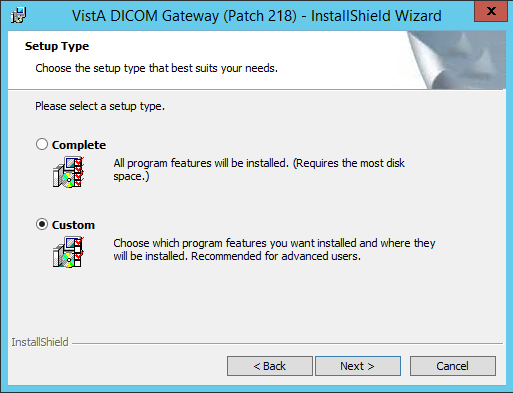 VistA DICOM Gateway (Patch 218) - InstallShield Wizard
x
Setup Type
Choose the setup type that best suits your needs.
Please select a setup type.
Complete
All program features will be installed. (Requires the most disk
space.)
Custom
Choose which program features you want installed and where they
will be installed. Recommended for advanced users.
InstallShield
< Back
Next >
Cancel